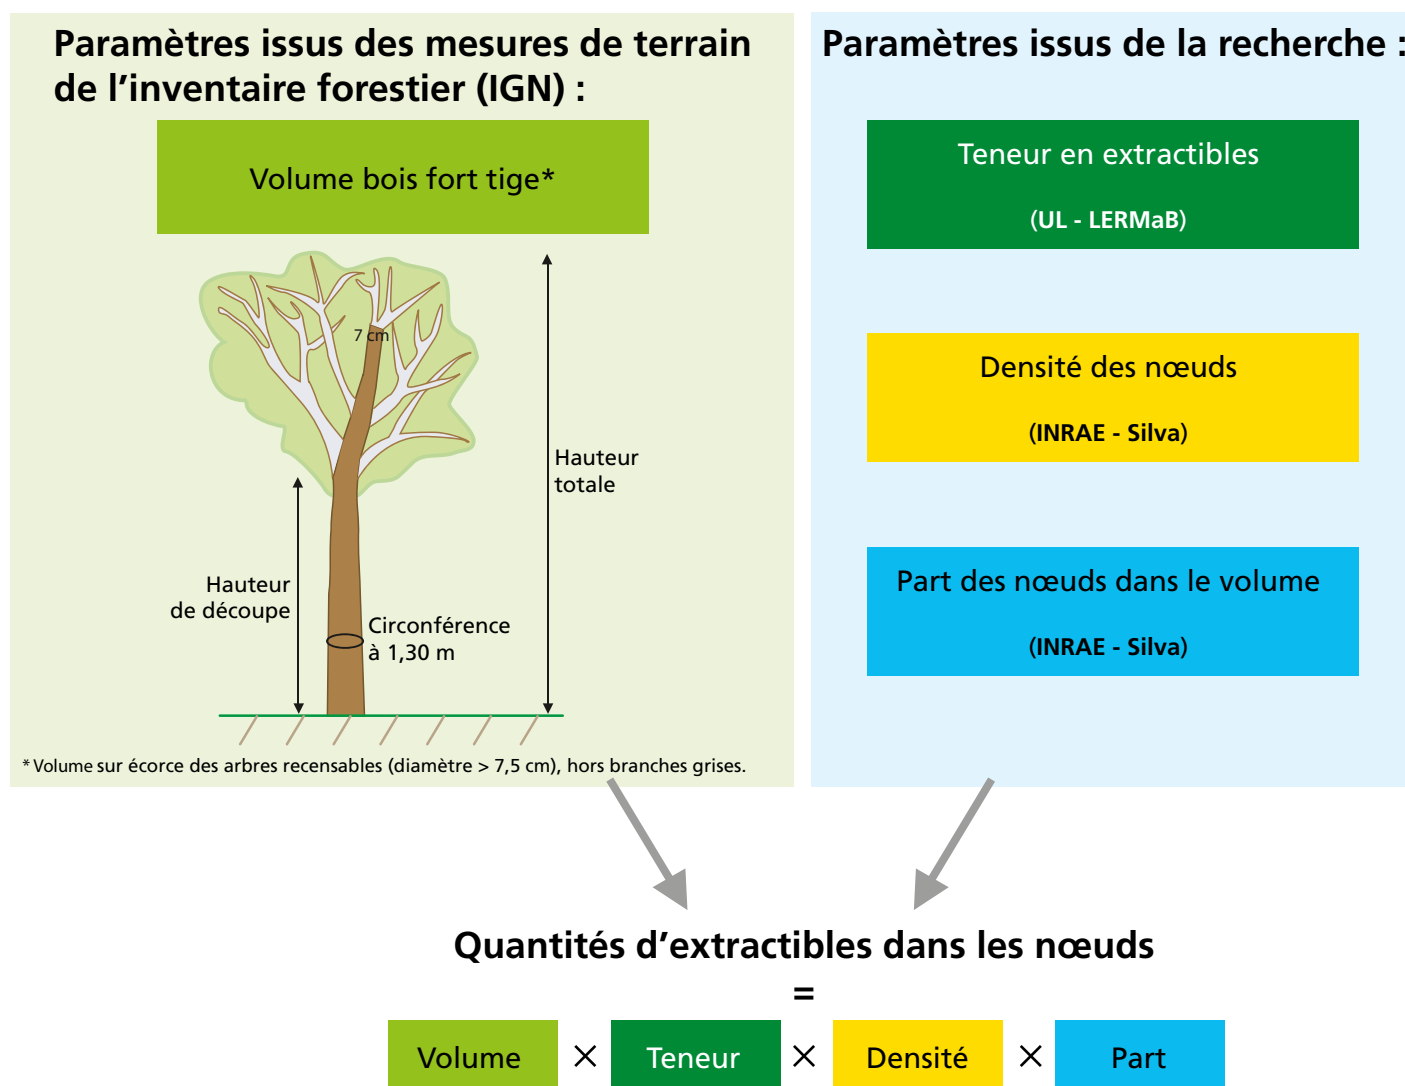 Paramètres issus des mesures de terrain
de l’inventaire forestier (IGN) :
Volume bois fort tige*
7 cm
Hauteur
totale
Hauteur
de découpe
Circonférence
à 1,30 m
* Volume sur écorce des arbres recensables (diamètre > 7,5 cm), hors branches grises.
Paramètres issus de la recherche :
Teneur en extractibles
(UL - LERMaB)
Densité des nœuds
(INRAE - Silva)
Part des nœuds dans le volume
(INRAE - Silva)
Quantités d’extractibles dans les nœuds
=
Volume × Teneur × Densité × Part